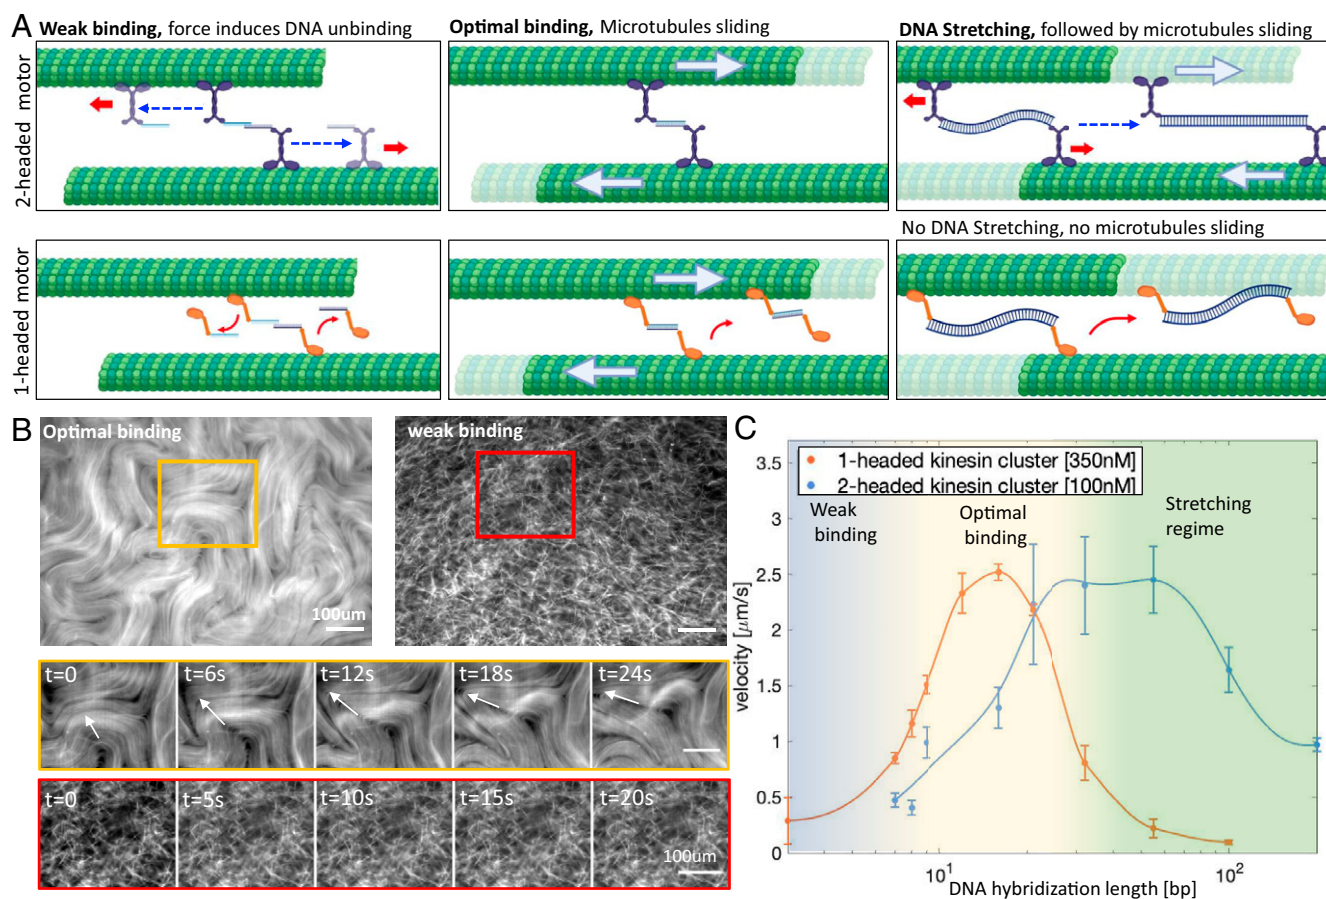 A
Weak binding, force induces DNA unbinding
Optimal binding, Microtubules sliding
DNA Stretching, followed by microtubules sliding
2-headed motor
No DNA Stretching, no microtubules sliding
1-headed motor
B
Optimal binding
100um
weak binding
t=0
t=6s
t=12s
t=18s
t=24s
t=0
t=5s
t=10s
t=15s
t=20s
100um
C
1-headed kinesin cluster [350nM]
2-headed kinesin cluster [100nM]
Weak
binding
Optimal
binding
Stretching
regime
velocity [μm/s]
3.5
3
2.5
2
1.5
1
0.5
0
10¹
10²
DNA hybridization length [bp]